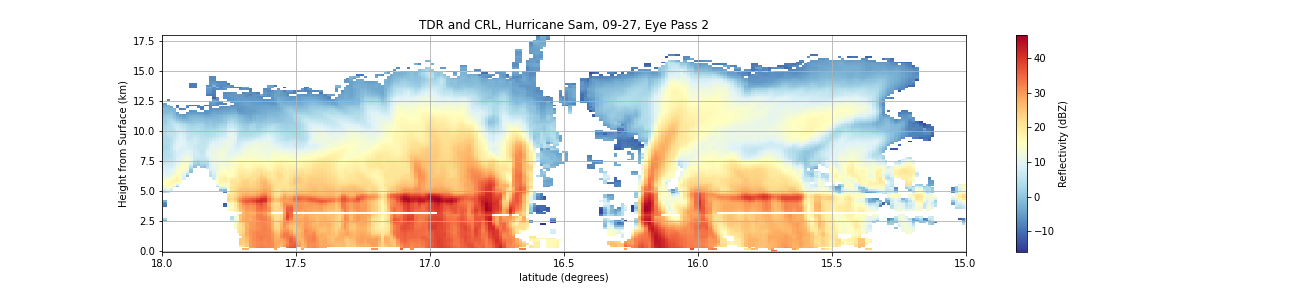 TDR and CRL, Hurricane Sam, 09-27, Eye Pass 2
17.5
15.0
12.5
10.0
7.5
5.0
2.5
0.0
Height from Surface (km)
18.0 17.5 17.0 16.5 16.0 15.5 15.0
latitude (degrees)
40
30
20
10
0
−10
Reflectivity (dBZ)